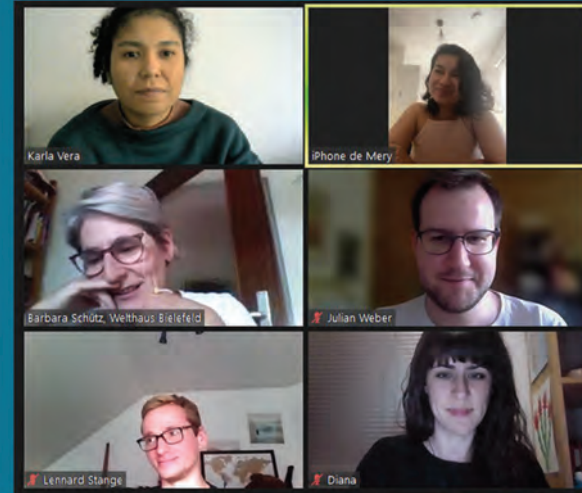 Karla Vera
iPhone de Mery
Barbara Schütz, Welthaus Bielefeld
Julian Weber
Lennard Stange
Diana